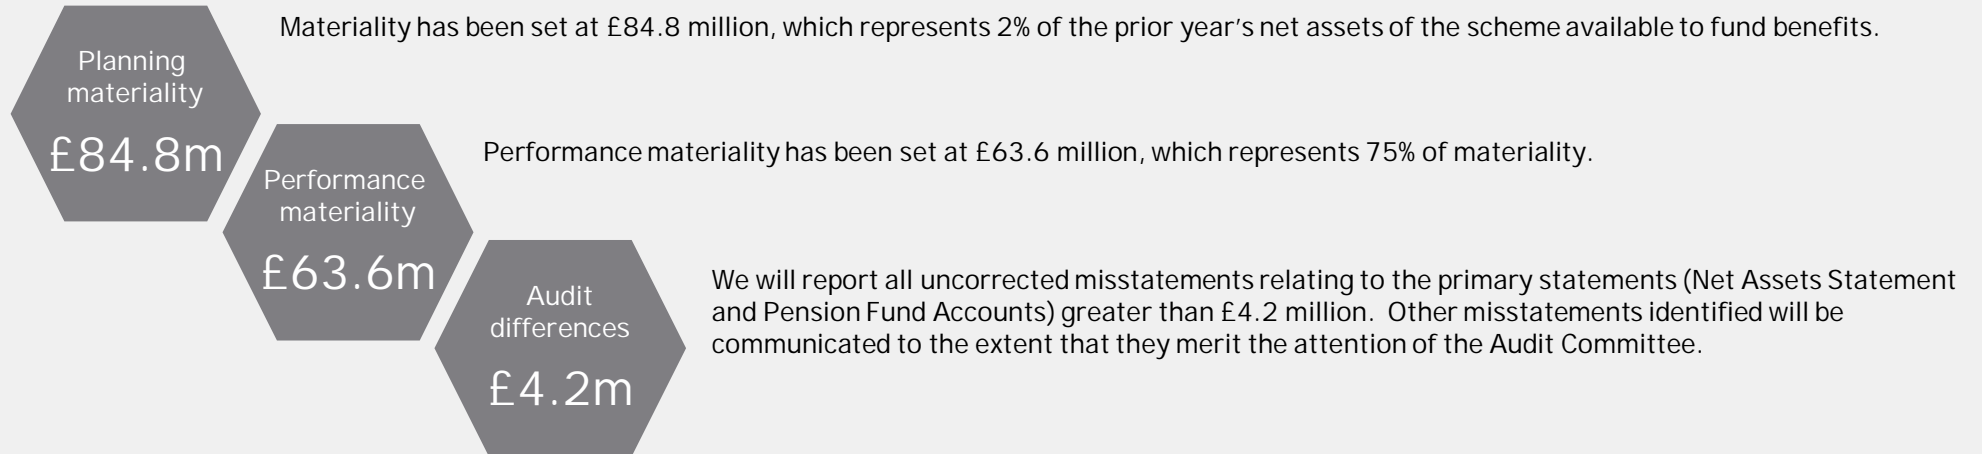 Materiality has been set at £84.8 million, which represents 2% of the prior year’s net assets of the scheme available to fund benefits.
Planning
materiality
£84.8m
Performance materiality has been set at £63.6 million, which represents 75% of materiality.
Performance
materiality
£63.6m
We will report all uncorrected misstatements relating to the primary statements (Net Assets Statement
and Pension Fund Accounts) greater than £4.2 million.  Other misstatements identified will be
communicated to the extent that they merit the attention of the Audit Committee.
Audit
differences
£4.2m